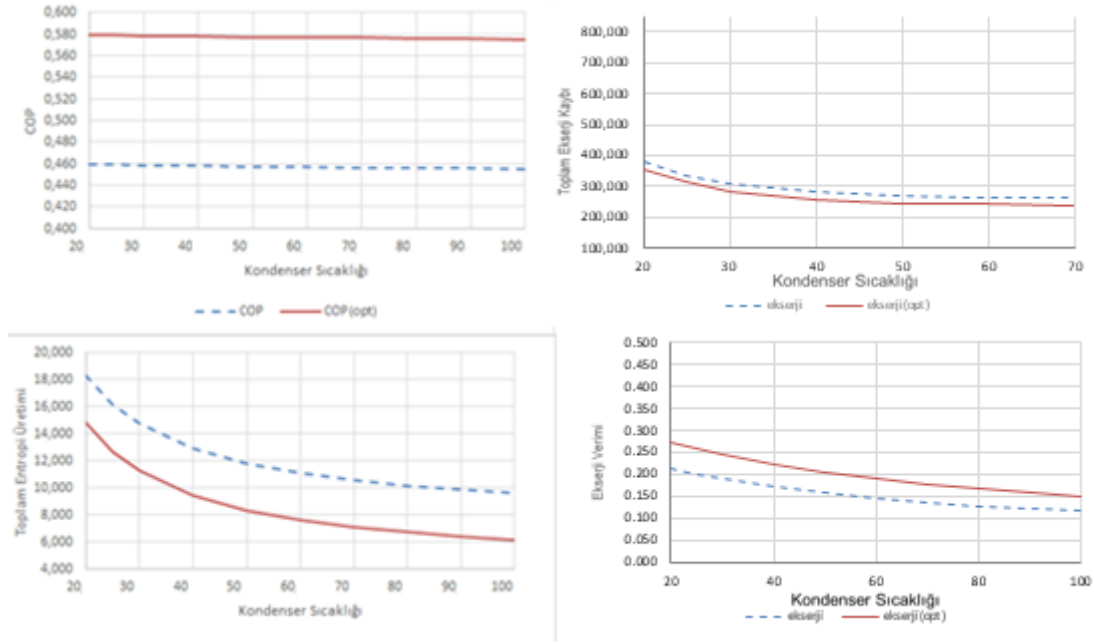 0,600
0,580
0,560
0,540
0,520
0,500
0,480
0,460
0,440
0,420
0,400
COP
20 30 40 50 60 70 80 90 100
Kondenser Sıcaklığı
COP COP(opt)
800,000
700,000
600,000
500,000
400,000
300,000
200,000
100,000
Toplam Ekserji Kaybı
20 30 40 50 60 70
Kondenser Sıcaklığı
ekserji ekserji(opt)
20,000
18,000
16,000
14,000
12,000
10,000
8,000
6,000
4,000
Toplam Entropi Üretimi
20 30 40 50 60 70 80 90 100
Kondenser Sıcaklığı
0.500
0.450
0.400
0.350
0.300
0.250
0.200
0.150
0.100
0.050
0.000
Ekserji Verimi
20 40 60 80 100
Kondenser Sıcaklığı
ekserji ekserji(opt)